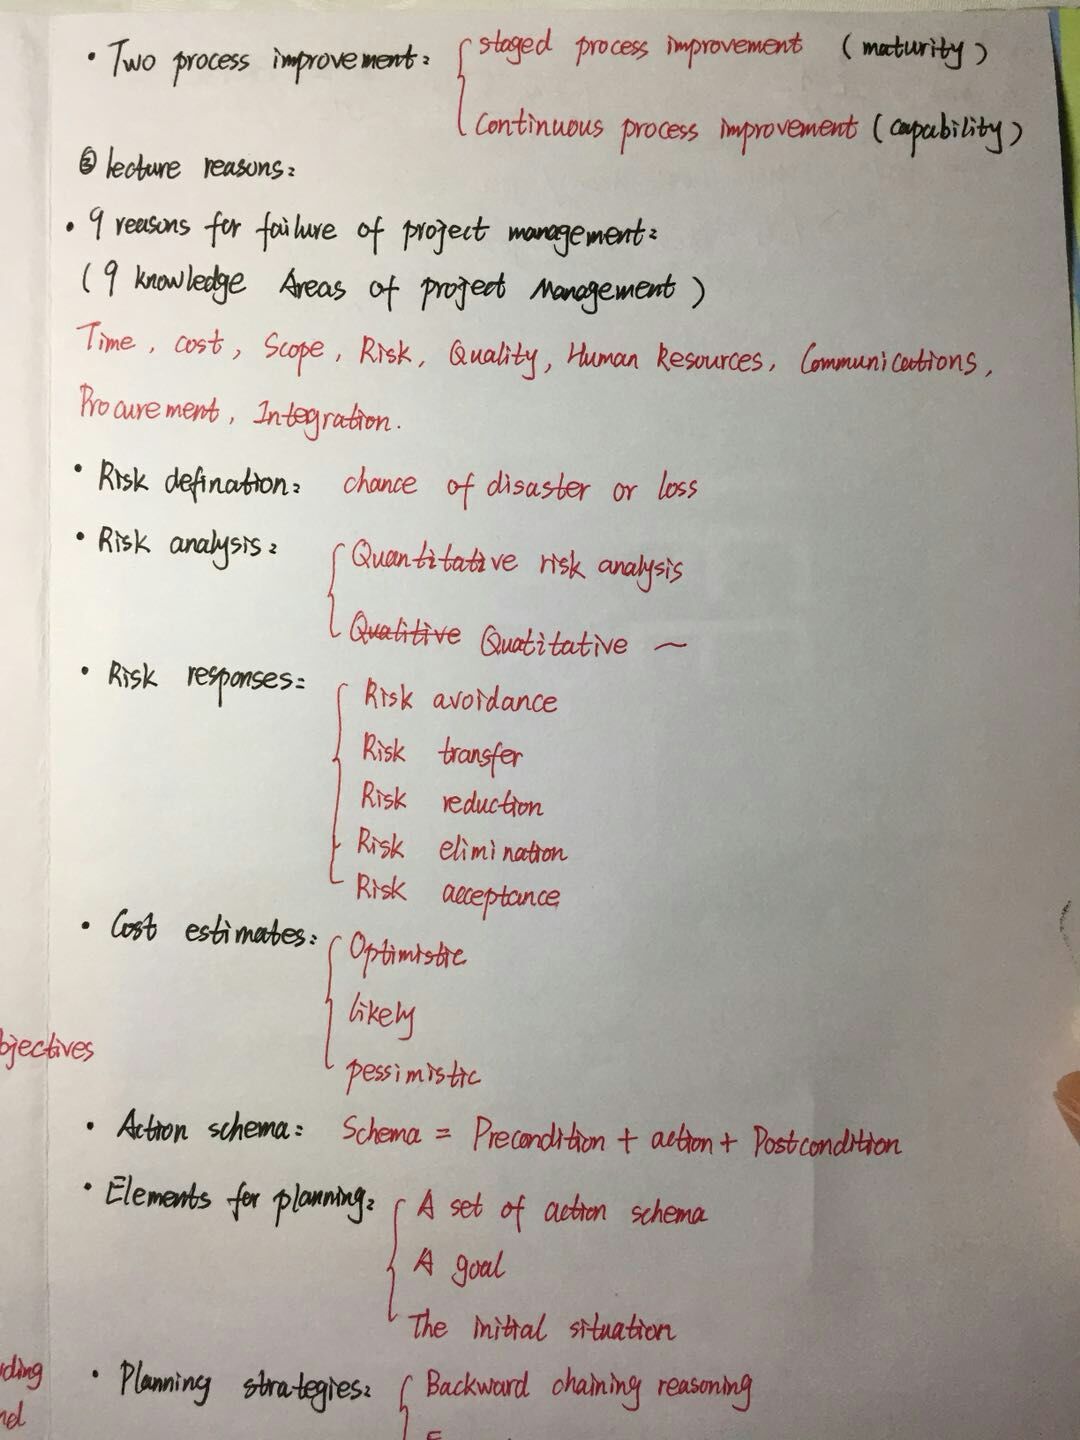 • Two process improvement: staged process improvement (maturity)
continuous process improvement (capability)
③ lecture reasons:
• 9 reasons for failure of project management:
(9 knowledge Areas of project Management)
Time, cost, Scope, Risk, Quality, Human Resources, Communications,
Procurement, Integration.
• Risk defination: chance of disaster or loss
• Risk analysis: Quantitative risk analysis
Qualitive Quatitative ~
• Risk responses: Risk avoidance
Risk transfer
Risk reduction
Risk elimination
Risk acceptance
• Cost estimates: Optimistic
likely
pessimistic
bjectives
• Action schema: Schema = Precondition + action + Postcondition
• Elements for planning: A set of action schema
A goal
The initial situation
• Planning strategies: Backward chaining reasoning